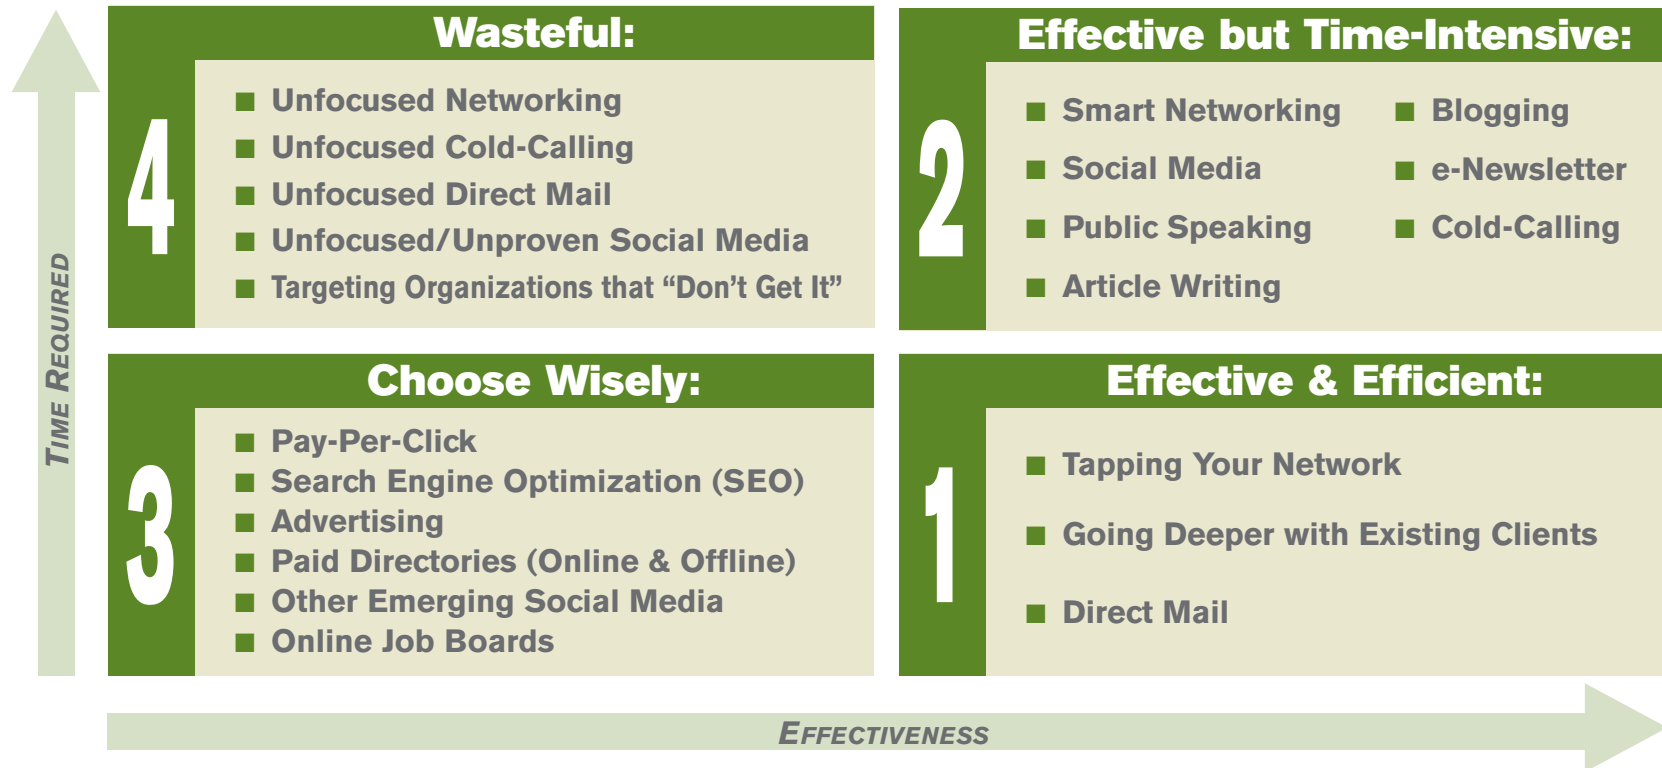 Wasteful:
4
Unfocused Networking
Unfocused Cold-Calling
Unfocused Direct Mail
Unfocused/Unproven Social Media
Targeting Organizations that “Don’t Get It”
Effective but Time-Intensive:
2
Smart Networking
Social Media
Public Speaking
Article Writing
Blogging
e-Newsletter
Cold-Calling
TIME REQUIRED
Choose Wisely:
3
Pay-Per-Click
Search Engine Optimization (SEO)
Advertising
Paid Directories (Online & Offline)
Other Emerging Social Media
Online Job Boards
Effective & Efficient:
1
Tapping Your Network
Going Deeper with Existing Clients
Direct Mail
EFFECTIVENESS